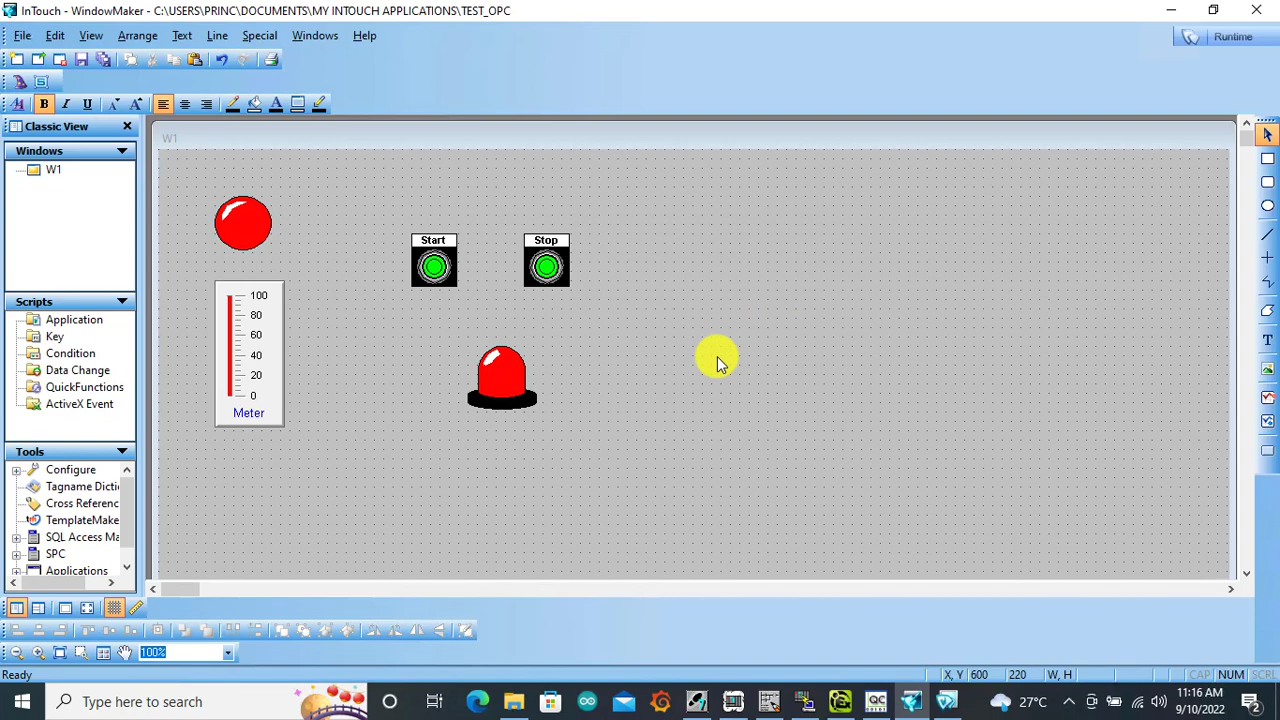 InTouch - WindowMaker - C:\USERS\PRINC\DOCUMENTS\MY INTOUCH APPLICATIONS\TEST_OPC
File Edit View Arrange Text Line Special Windows Help
Runtime
B I U
Classic View
Windows
W1
Scripts
Application
Key
Condition
Data Change
QuickFunctions
ActiveX Event
Tools
Configure
Tagname Dicti
Cross Referenc
TemplateMake
SQL Access Ma
SPC
Applications
W1
Start
Stop
100
80
60
40
20
0
Meter
100%
Ready
X, Y 600 220 W, H CAP NUM SCRL
Type here to search
27°C
11:16 AM
9/10/2022
2